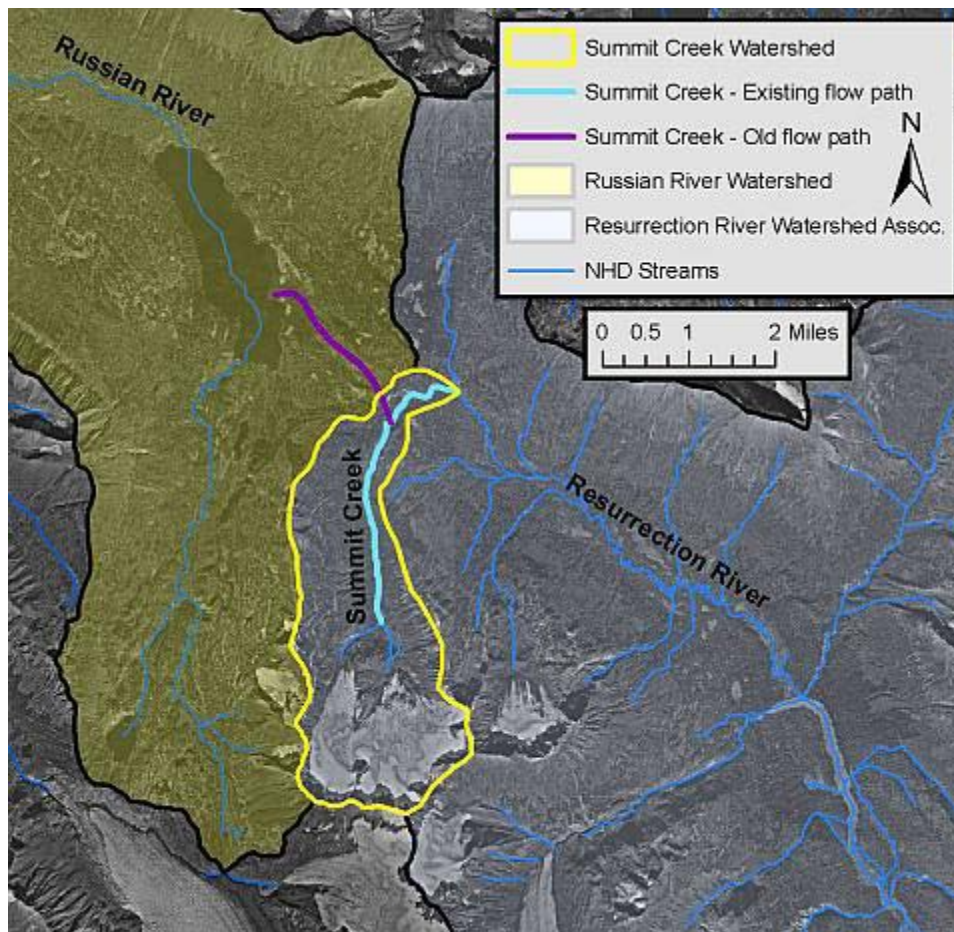 Russian River
Summit Creek Watershed
Summit Creek - Existing flow path
Summit Creek - Old flow path
Russian River Watershed
Resurrection River Watershed Assoc.
NHD Streams
N
0 0.5 1 2 Miles
Summit Creek
Resurrection River